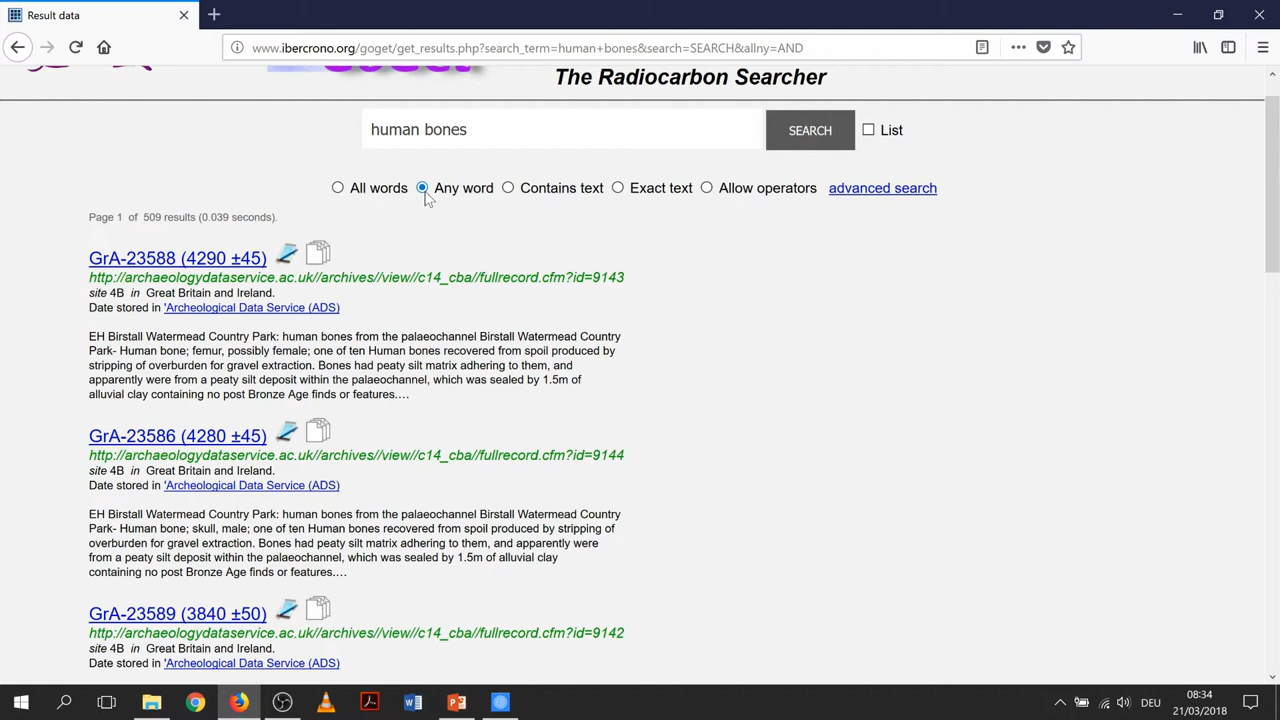 Result data
www.ibercrono.org/goget/get_results.php?search_term=human+bones&search=SEARCH&allny=AND
The Radiocarbon Searcher
human bones
SEARCH
List
All words
Any word
Contains text
Exact text
Allow operators
advanced search
Page 1 of 509 results (0.039 seconds).
GrA-23588 (4290 ±45)
http://archaeologydataservice.ac.uk//archives//view//c14_cba//fullrecord.cfm?id=9143
site 4B in Great Britain and Ireland.
Date stored in 'Archeological Data Service (ADS)
EH Birstall Watermead Country Park: human bones from the palaeochannel Birstall Watermead Country
Park- Human bone; femur, possibly female; one of ten Human bones recovered from spoil produced by
stripping of overburden for gravel extraction. Bones had peaty silt matrix adhering to them, and
apparently were from a peaty silt deposit within the palaeochannel, which was sealed by 1.5m of
alluvial clay containing no post Bronze Age finds or features....
GrA-23586 (4280 ±45)
http://archaeologydataservice.ac.uk//archives//view//c14_cba//fullrecord.cfm?id=9144
site 4B in Great Britain and Ireland.
Date stored in 'Archeological Data Service (ADS)
EH Birstall Watermead Country Park: human bones from the palaeochannel Birstall Watermead Country
Park- Human bone; skull, male; one of ten Human bones recovered from spoil produced by stripping of
overburden for gravel extraction. Bones had peaty silt matrix adhering to them, and apparently were
from a peaty silt deposit within the palaeochannel, which was sealed by 1.5m of alluvial clay
containing no post Bronze Age finds or features....
GrA-23589 (3840 ±50)
http://archaeologydataservice.ac.uk//archives//view//c14_cba//fullrecord.cfm?id=9142
site 4B in Great Britain and Ireland.
Date stored in 'Archeological Data Service (ADS)
DEU
08:34
21/03/2018